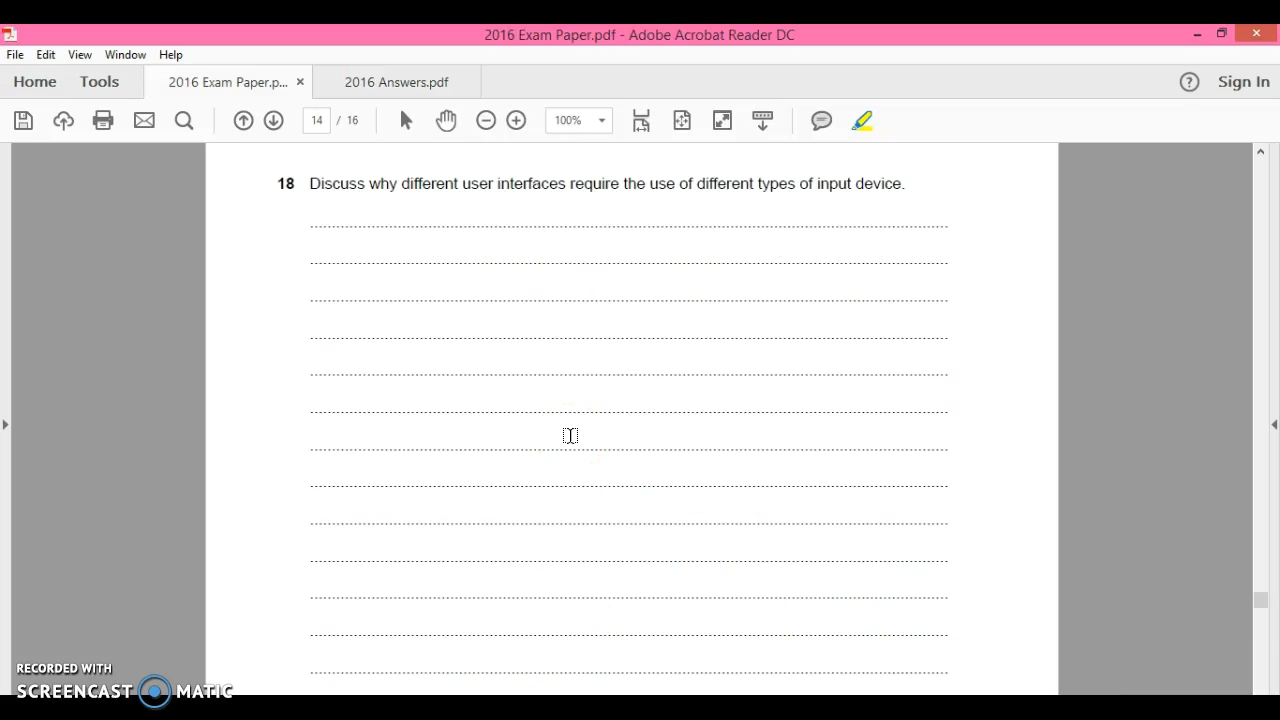 2016 Exam Paper.pdf - Adobe Acrobat Reader DC
File Edit View Window Help
Home Tools 2016 Exam Paper.p... × 2016 Answers.pdf ? Sign In
14 / 16 100%
18 Discuss why different user interfaces require the use of different types of input device.
RECORDED WITH
SCREENCAST MATIC